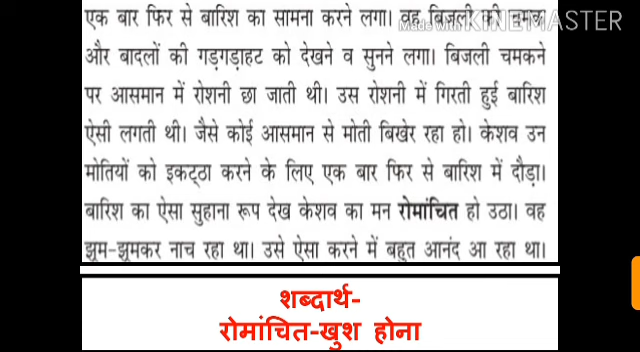 एक बार फिर से बारिश का सामना करने लगा। वह बिजली की चमक
Made with KINEMASTER
और बादलों की गड़गड़ाहट को देखने व सुनने लगा। बिजली चमकने
पर आसमान में रोशनी छा जाती थी। उस रोशनी में गिरती हुई बारिश
ऐसी लगती थी। जैसे कोई आसमान से मोती बिखेर रहा हो। केशव उन
मोतियों को इकट्ठा करने के लिए एक बार फिर से बारिश में दौड़ा।
बारिश का ऐसा सुहाना रूप देख केशव का मन रोमांचित हो उठा। वह
झूम-झूमकर नाच रहा था। उसे ऐसा करने में बहुत आनंद आ रहा था।
शब्दार्थ-
रोमांचित-खुश होना